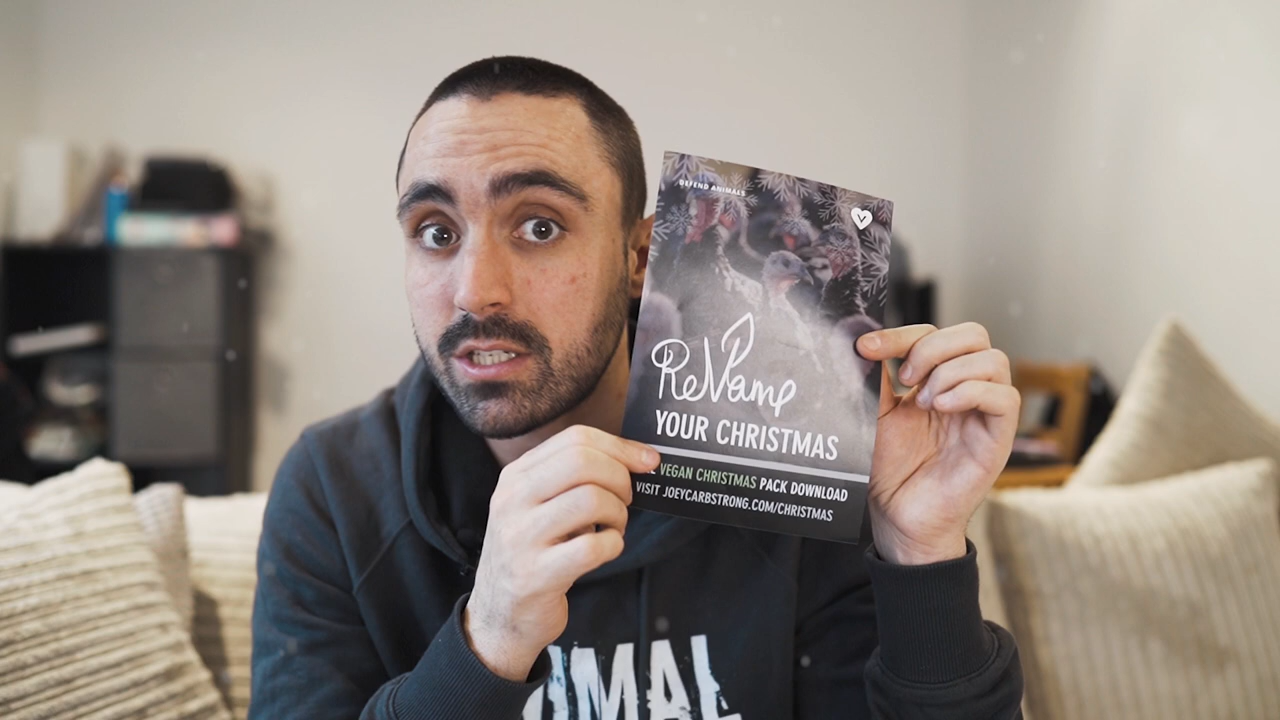 DEFEND ANIMALS
ReVamp
YOUR CHRISTMAS
VEGAN CHRISTMAS PACK DOWNLOAD
VISIT JOEYCARBSTRONG.COM/CHRISTMAS